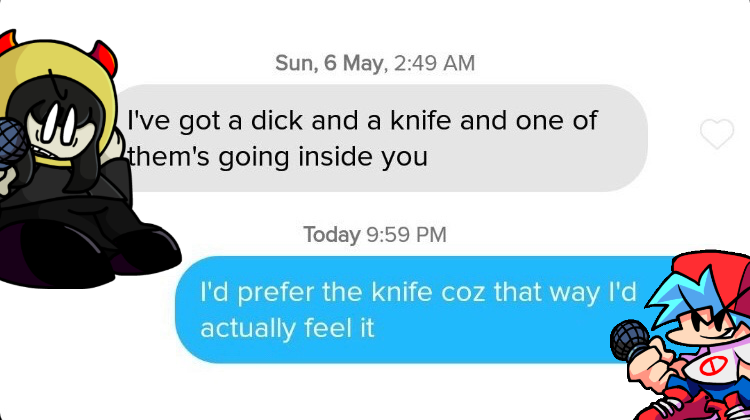 Sun, 6 May, 2:49 AM
I've got a dick and a knife and one of
them's going inside you
Today 9:59 PM
I'd prefer the knife coz that way I'd
actually feel it